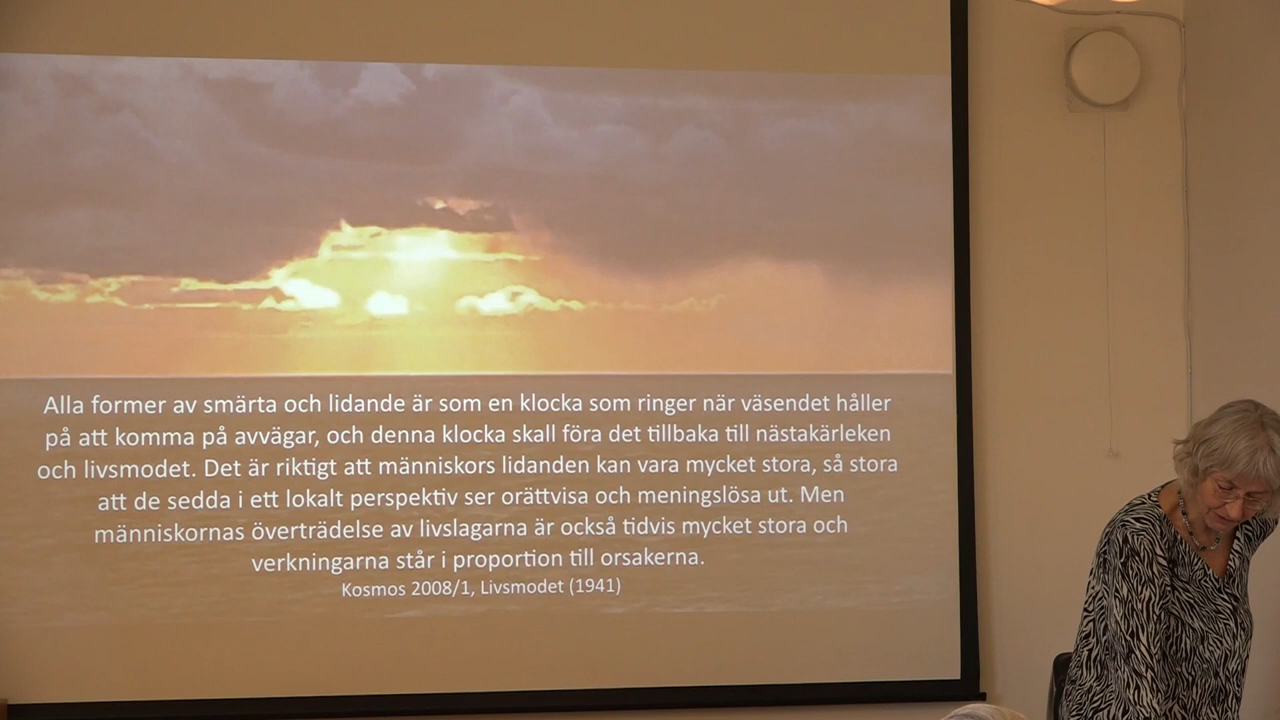 Alla former av smärta och lidande är som en klocka som ringer när väsendet håller
på att komma på avvägar, och denna klocka skall föra det tillbaka till nästakärleken
och livsmodet. Det är riktigt att människors lidanden kan vara mycket stora, så stora
att de sedda i ett lokalt perspektiv ser orättvisa och meningslösa ut. Men
människornas överträdelse av livslagarna är också tidvis mycket stora och
verkningarna står i proportion till orsakerna.
Kosmos 2008/1, Livsmodet (1941)